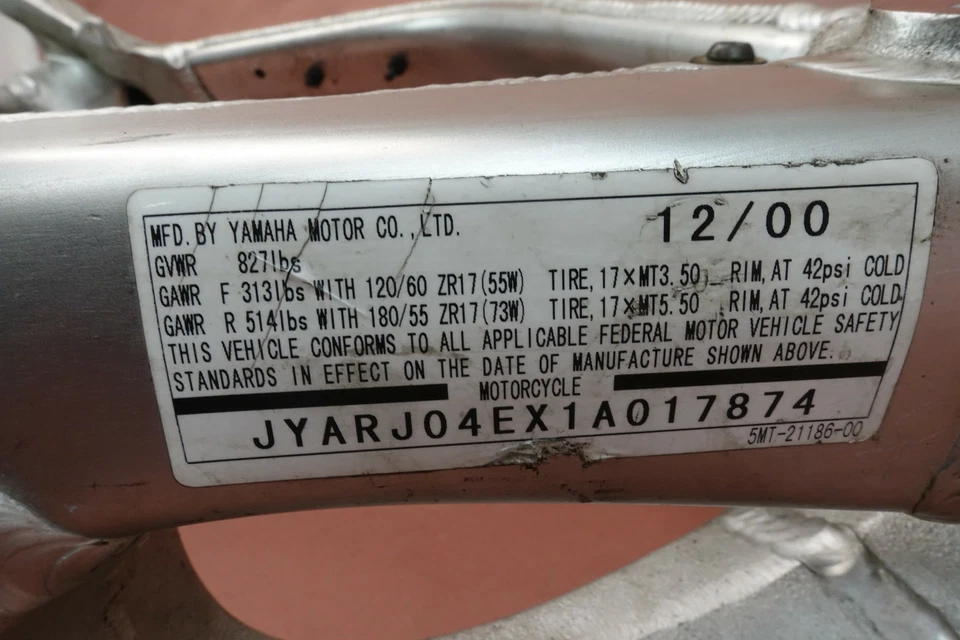 MFD. BY YAMAHA MOTOR CO.,LTD. 12/00
GVWR 827lbs
GAWR F 313lbs WITH 120/60 ZR17(55W) TIRE,17×MT3.50 RIM,AT 42psi COLD
GAWR R 514lbs WITH 180/55 ZR17(73W) TIRE,17×MT5.50 RIM,AT 42psi COLD.
THIS VEHICLE CONFORMS TO ALL APPLICABLE FEDERAL MOTOR VEHICLE SAFETY
STANDARDS IN EFFECT ON THE DATE OF MANUFACTURE SHOWN ABOVE.
MOTORCYCLE
JYARJ04EX1A017874
5MT-21186-00